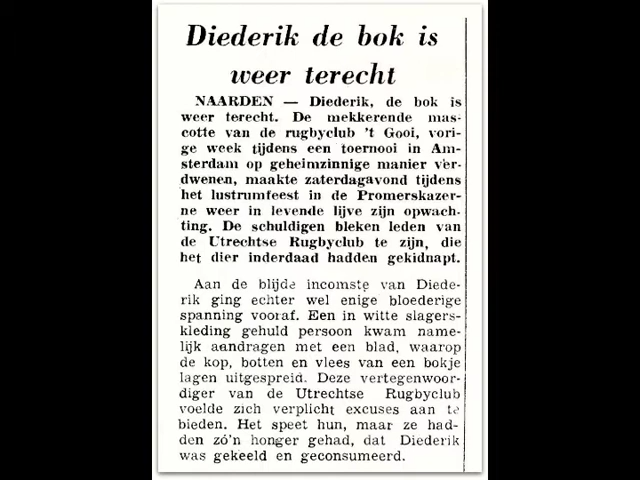 Diederik de bok is
weer terecht
NAARDEN — Diederik, de bok is
weer terecht. De mekkerende mas-
cotte van de rugbyclub 't Gooi, vori-
ge week tijdens een toernooi in Am-
sterdam op geheimzinnige manier ver-
dwenen, maakte zaterdagavond tijdens
het lustrumfeest in de Promerskazer-
ne weer in levende lijve zijn opwach-
ting. De schuldigen bleken leden van
de Utrechtse Rugbyclub te zijn, die
het dier inderdaad hadden gekidnapt.
Aan de blijde incomste van Diede-
rik ging echter wel enige bloederige
spanning vooraf. Een in witte slagers-
kleding gehuld persoon kwam name-
lijk aandragen met een blad, waarop
de kop, botten en vlees van een bokje
lagen uitgespreid. Deze vertegenwoor-
diger van de Utrechtse Rugbyclub
voelde zich verplicht excuses aan te
bieden. Het speet hun, maar ze had-
den zó'n honger gehad, dat Diederik
was gekeeld en geconsumeerd.